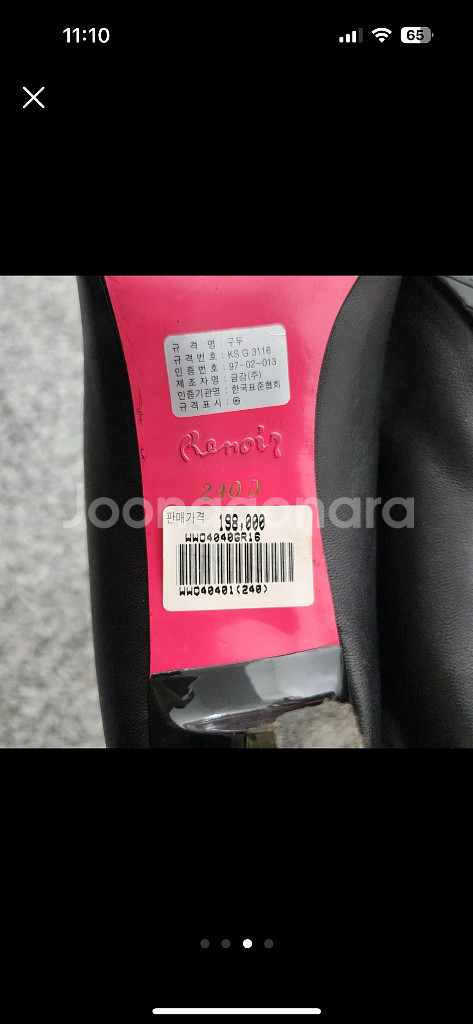 11:10
65
규격명 : 구두
규격번호 : KS G 3116
인증번호 : 97-02-013
제조자명 : 금강(주)
인증기관명 : 한국표준협회
규격표시 : ㉿
Renoir
240 D
Joonggonara
판매가격 198,000
WWQ4040GR16
WWQ40401(240)